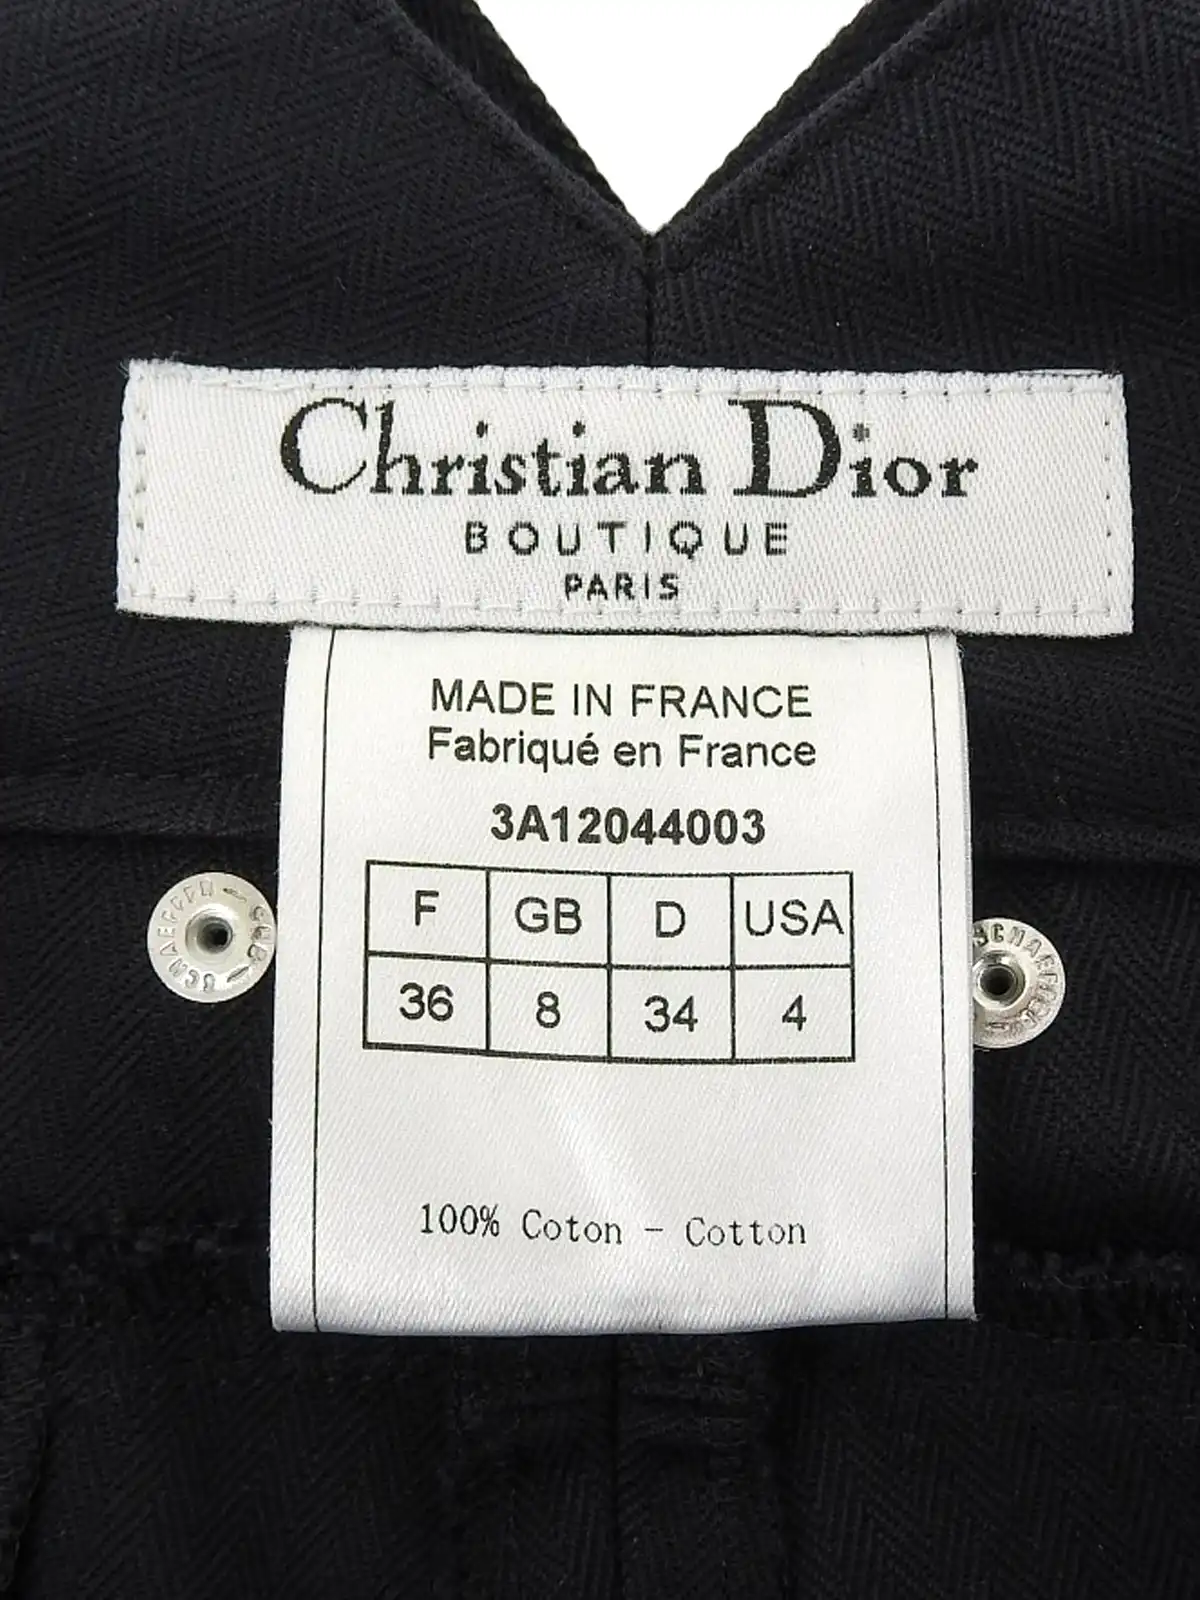 Christian Dior
BOUTIQUE
PARIS
MADE IN FRANCE
Fabriqué en France
3A12044003
F GB D USA
36 8 34 4
100% Coton - Cotton